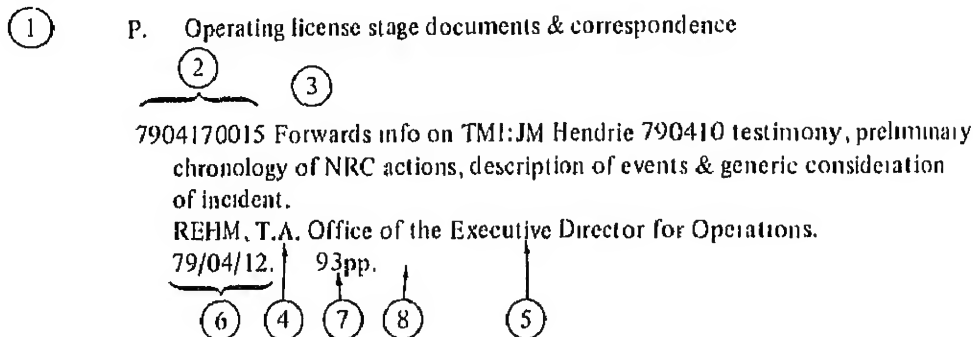 1 P. Operating license stage documents & correspondence
2 3
7904170015 Forwards info on TMI:JM Hendrie 790410 testimony, preliminary
chronology of NRC actions, description of events & generic consideration
of incident.
REHM, T.A. Office of the Executive Director for Operations.
79/04/12. 93pp.
6 4 7 8 5